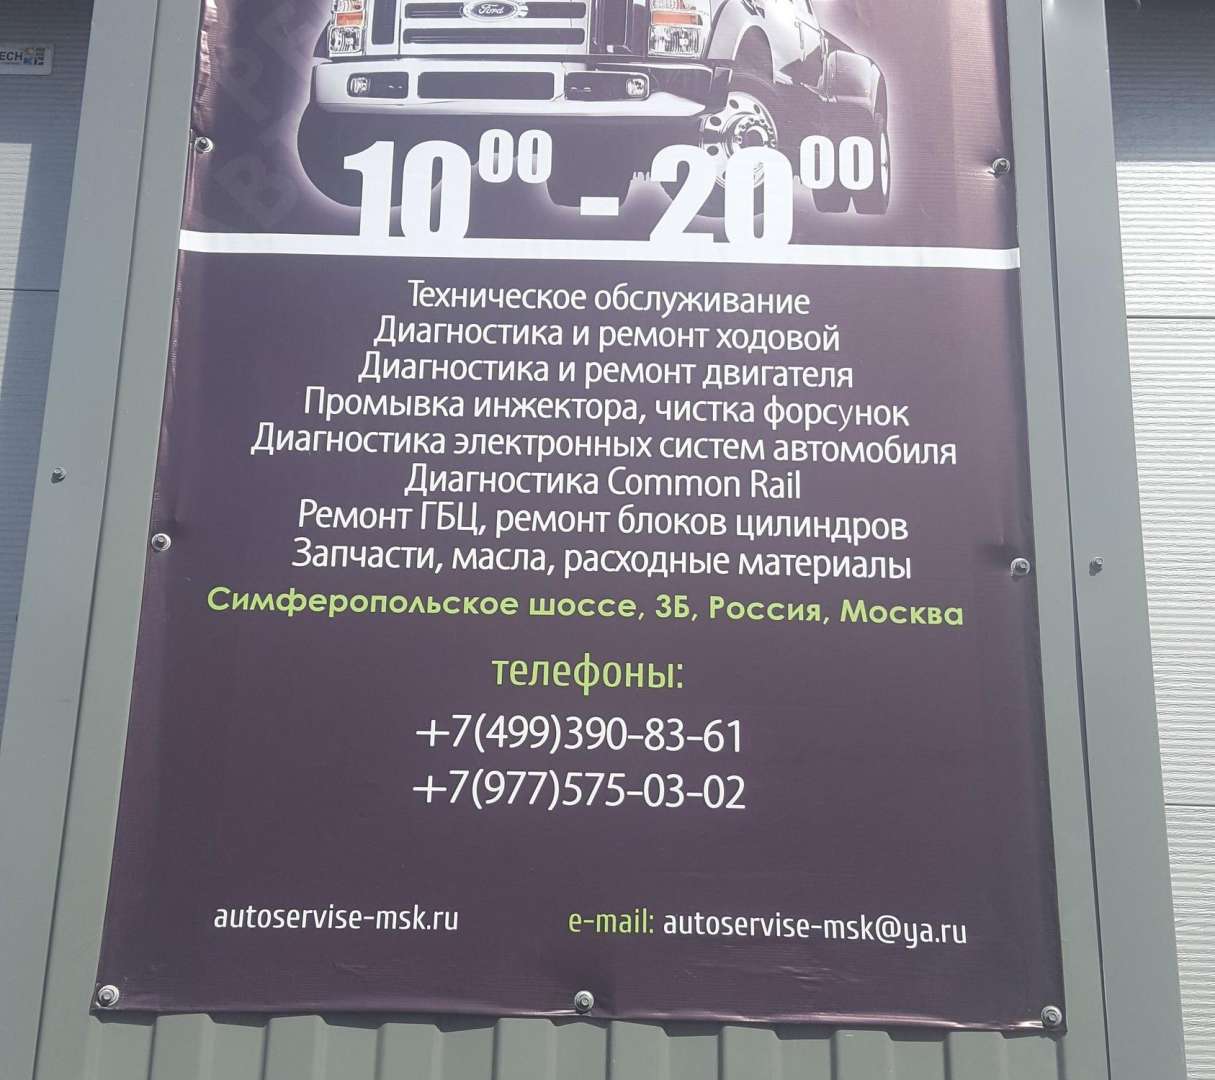 Ford
ECH
10⁰⁰ - 20⁰⁰
Техническое обслуживание
Диагностика и ремонт ходовой
Диагностика и ремонт двигателя
Промывка инжектора, чистка форсунок
Диагностика электронных систем автомобиля
Диагностика Common Rail
Ремонт ГБЦ, ремонт блоков цилиндров
Запчасти, масла, расходные материалы
Симферопольское шоссе, 3Б, Россия, Москва
телефоны:
+7(499)390-83-61
+7(977)575-03-02
autoservise-msk.ru e-mail: autoservise-msk@ya.ru